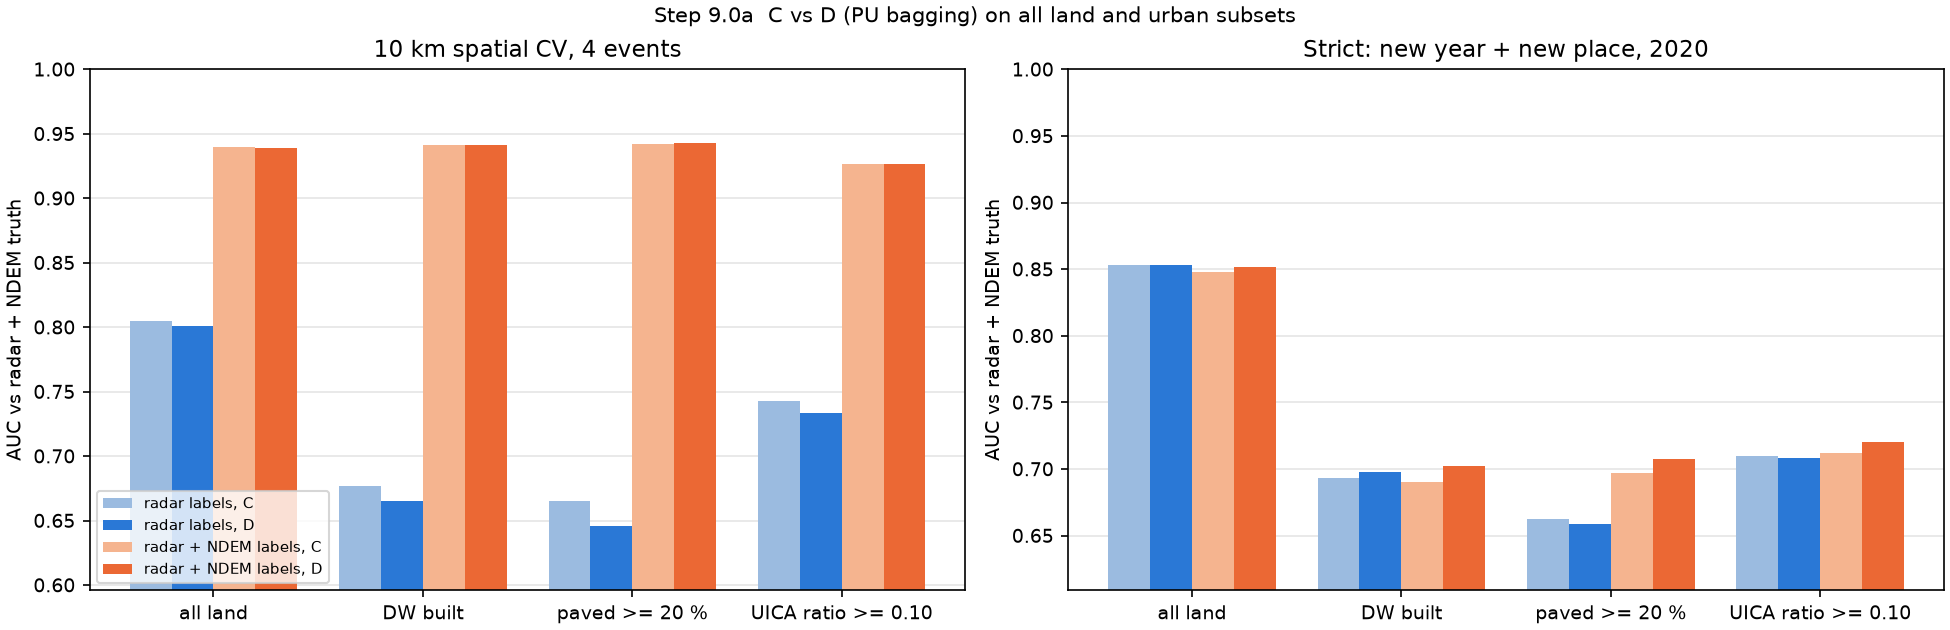 Step 9.0a  C vs D (PU bagging) on all land and urban subsets
10 km spatial CV, 4 events
AUC vs radar + NDEM truth
1.00
0.95
0.90
0.85
0.80
0.75
0.70
0.65
0.60
radar labels, C
radar labels, D
radar + NDEM labels, C
radar + NDEM labels, D
all land
DW built
paved >= 20 %
UICA ratio >= 0.10
Strict: new year + new place, 2020
AUC vs radar + NDEM truth
1.00
0.95
0.90
0.85
0.80
0.75
0.70
0.65
all land
DW built
paved >= 20 %
UICA ratio >= 0.10